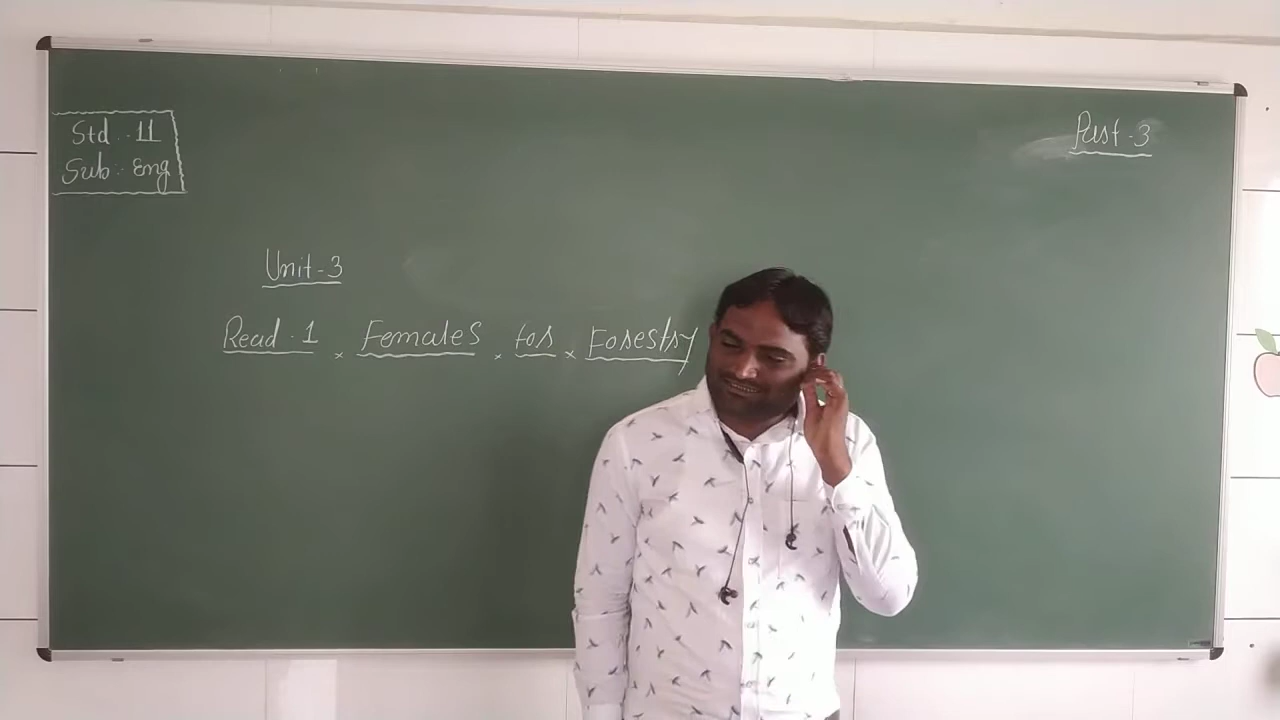 Std :- 11
Sub :- Eng
Part - 3
Unit - 3
Read - 1 × Females × for × Forestry